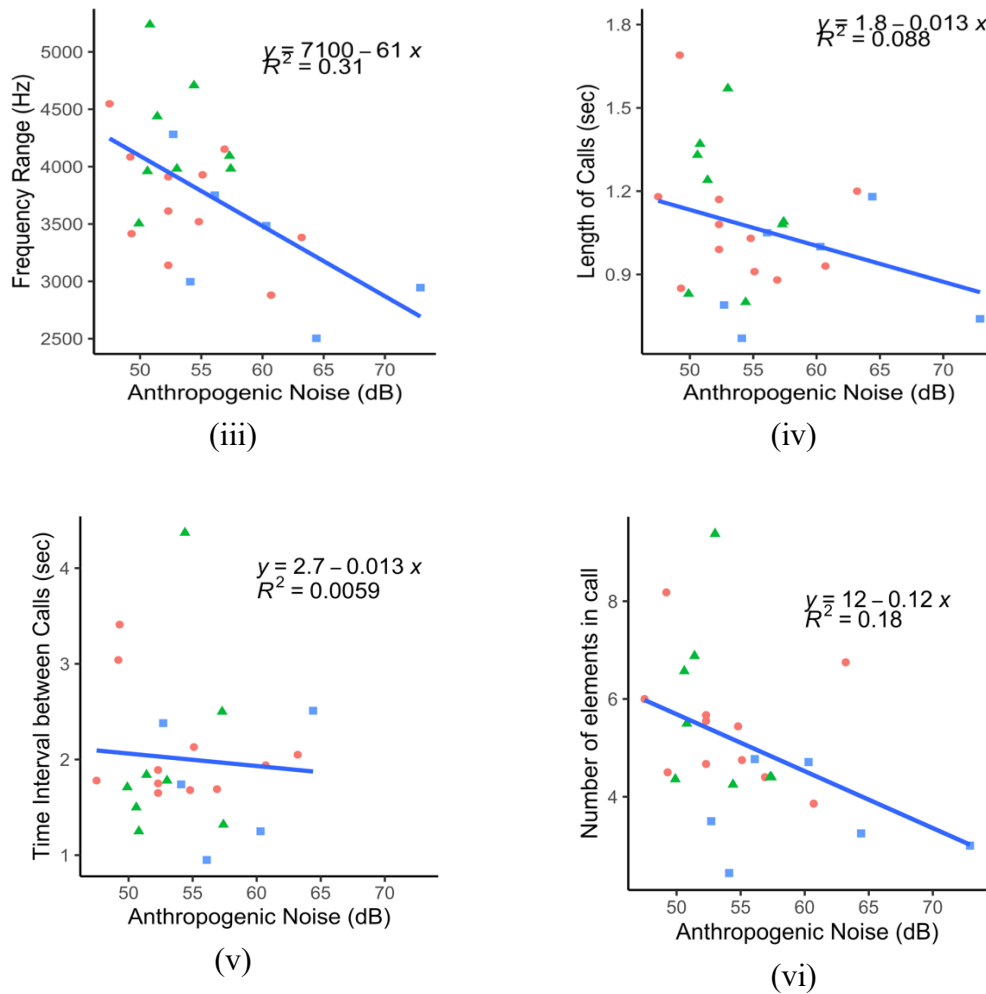 Frequency Range (Hz)
5000
4500
4000
3500
3000
2500
y = 7100 – 61 x
R² = 0.31
50 55 60 65 70
Anthropogenic Noise (dB)
(iii)
Length of Calls (sec)
1.8
1.5
1.2
0.9
y = 1.8 – 0.013 x
R² = 0.088
50 55 60 65 70
Anthropogenic Noise (dB)
(iv)
Time Interval between Calls (sec)
4
3
2
1
y = 2.7 – 0.013 x
R² = 0.0059
50 55 60 65 70
Anthropogenic Noise (dB)
(v)
Number of elements in call
8
6
4
y = 12 – 0.12 x
R² = 0.18
50 55 60 65 70
Anthropogenic Noise (dB)
(vi)